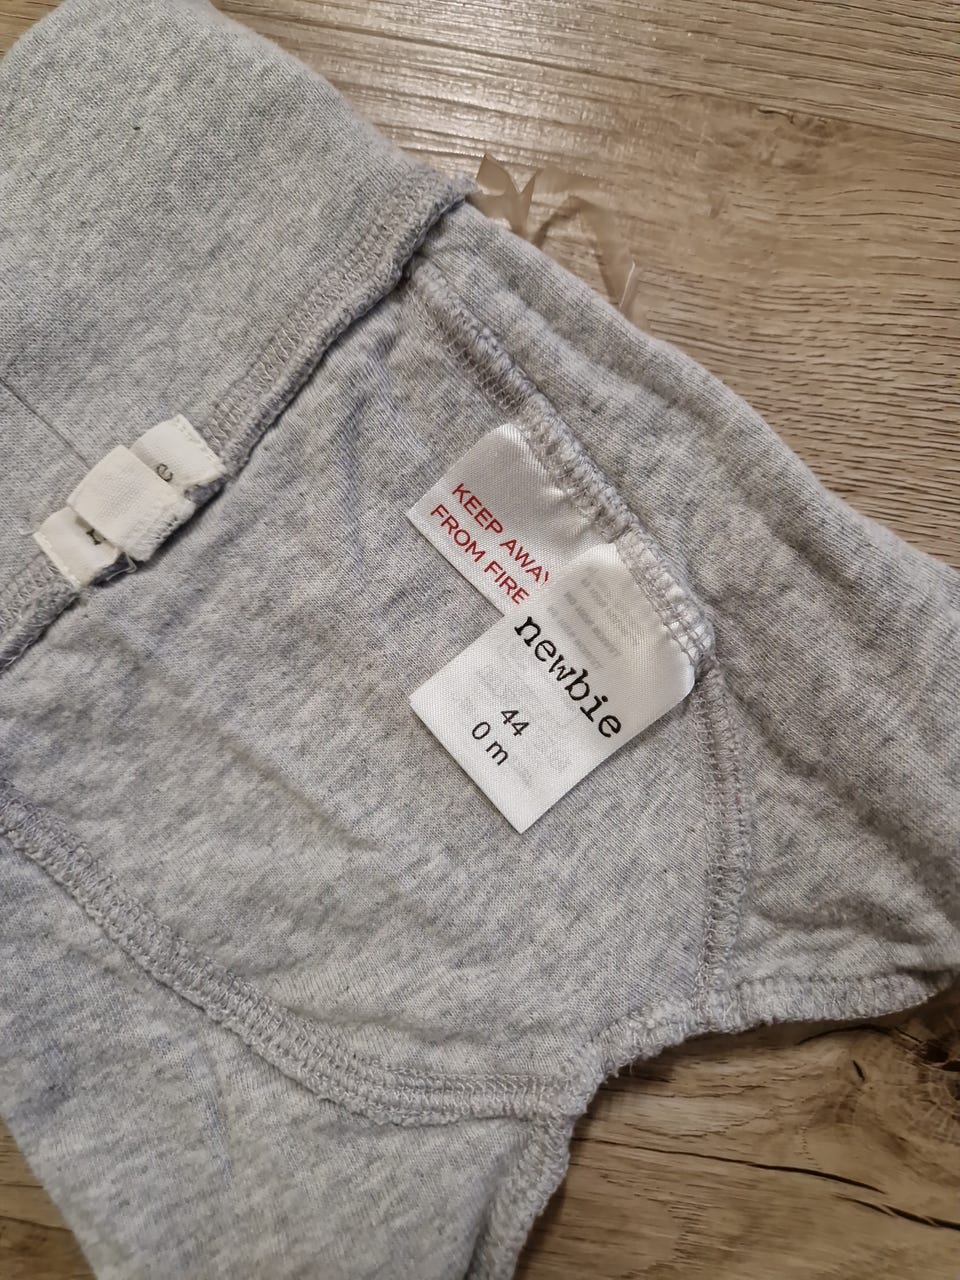 KEEP AWAY
FROM FIRE
newbie
44
0 m
e